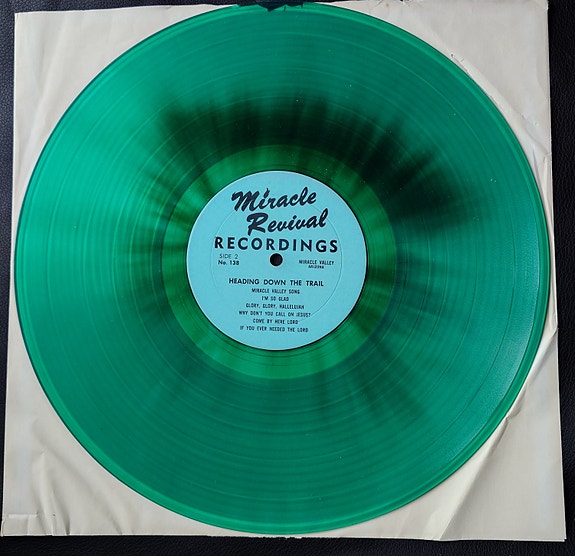 Miracle
Revival
RECORDINGS
SIDE 2
No. 138
MIRACLE VALLEY
ARIZONA
HEADING DOWN THE TRAIL
MIRACLE VALLEY SONG
I'M SO GLAD
GLORY, GLORY, HALLELUIAH
WHY DON'T YOU CALL ON JESUS?
COME BY HERE LORD
IF YOU EVER NEEDED THE LORD